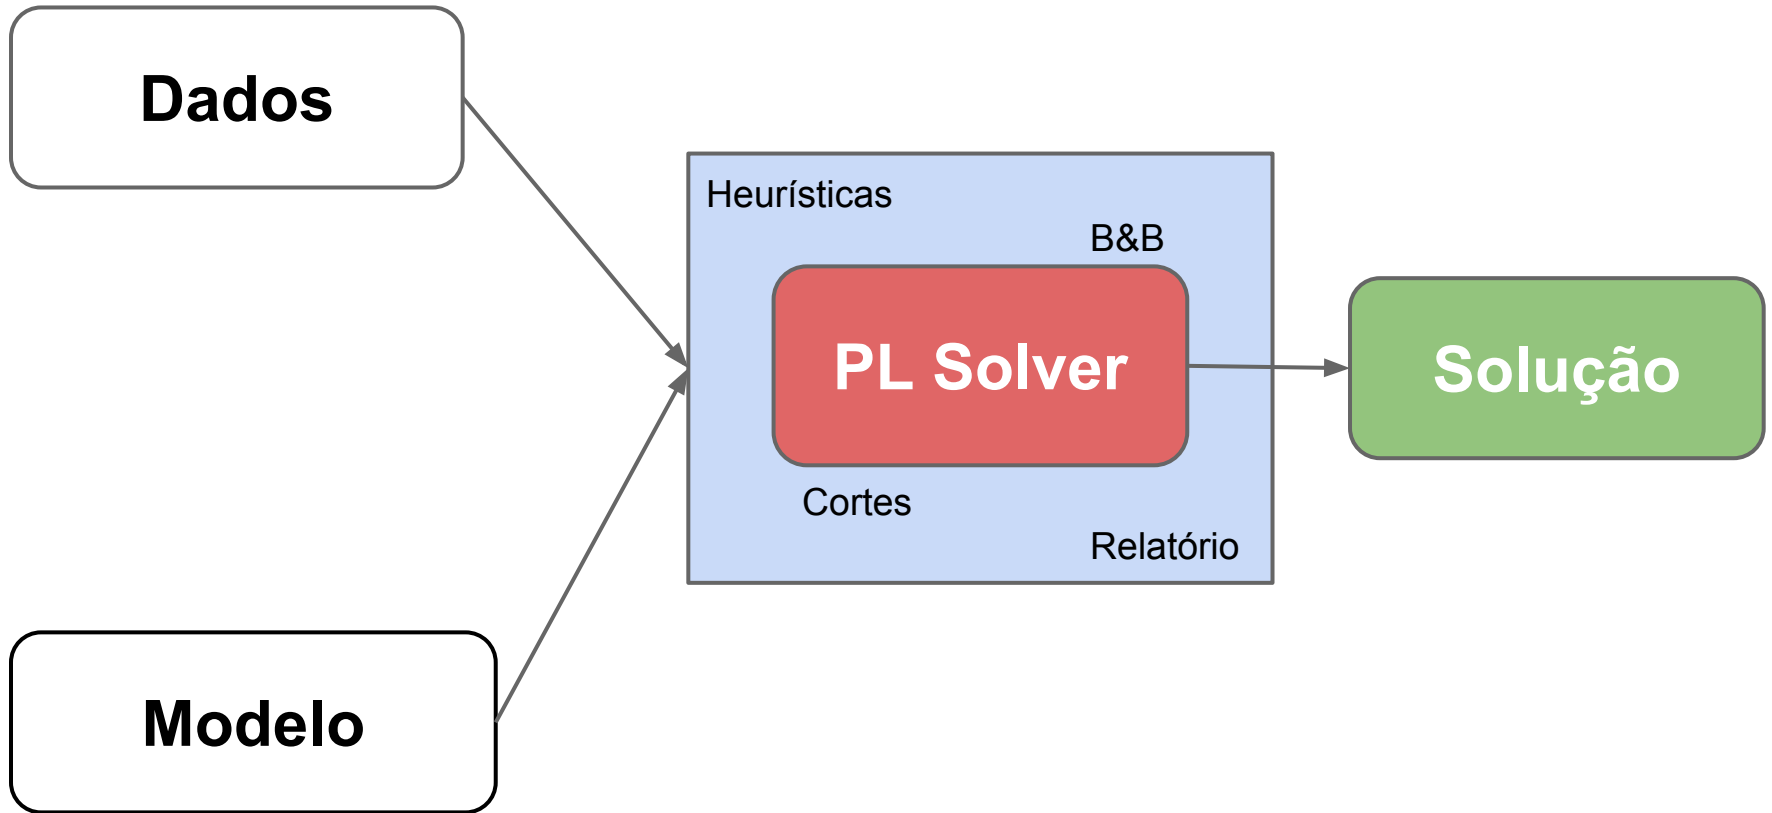 Dados
Heurísticas
B&B
PL Solver
Solução
Cortes
Relatório
Modelo